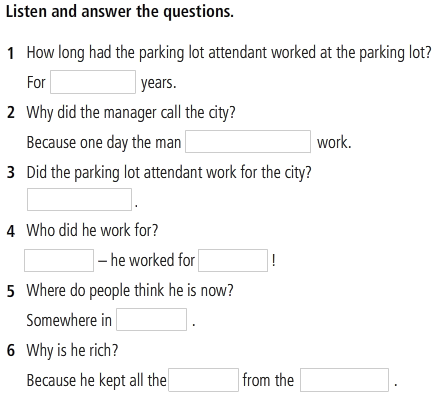 Listen and answer the questions.
1 How long had the parking lot attendant worked at the parking lot?
For years.
2 Why did the manager call the city?
Because one day the man work.
3 Did the parking lot attendant work for the city?
.
4 Who did he work for?
– he worked for !
5 Where do people think he is now?
Somewhere in .
6 Why is he rich?
Because he kept all the from the .